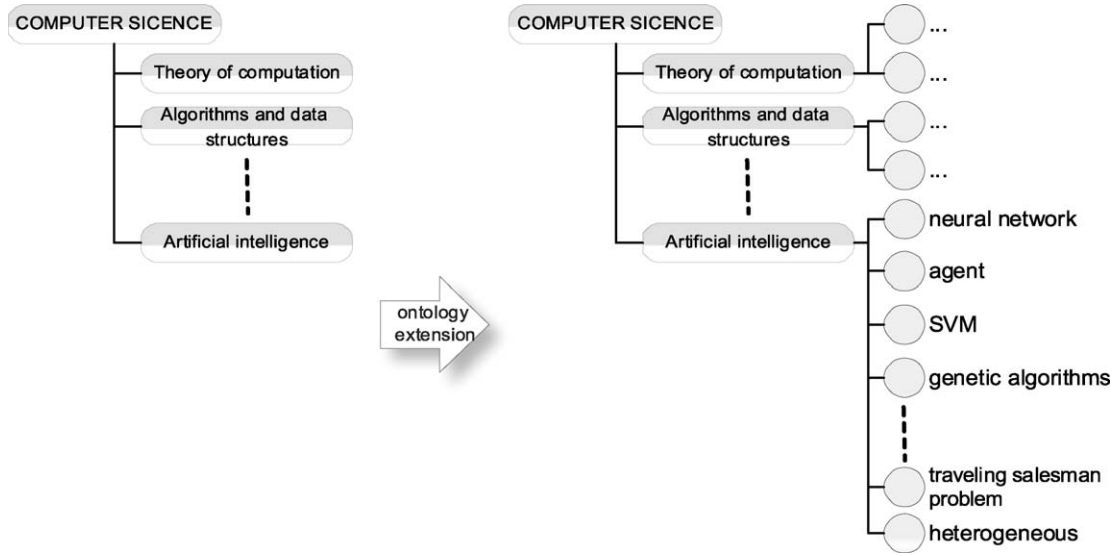 COMPUTER SICENCE
Theory of computation
Algorithms and data
structures
Artificial intelligence
ontology
extension
COMPUTER SICENCE
Theory of computation
Algorithms and data
structures
Artificial intelligence
...
...
...
...
neural network
agent
SVM
genetic algorithms
traveling salesman
problem
heterogeneous